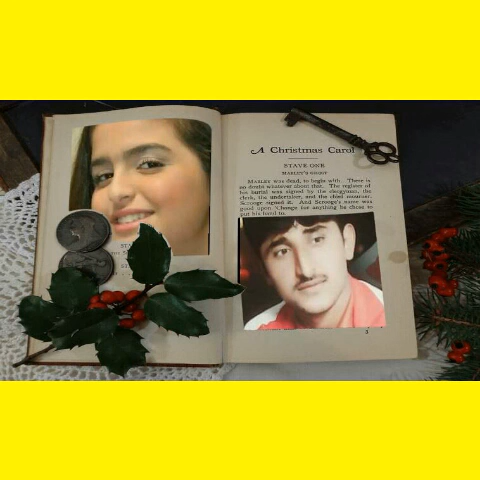 A Christmas Carol
STAVE ONE
MARLEY'S GHOST
MARLEY was dead, to begin with. There is
no doubt whatever about that. The register of
his burial was signed by the clergyman, the
clerk, the undertaker, and the chief mourner.
Scrooge signed it. And Scrooge's name was
good upon 'Change for anything he chose to
put his hand to.
3